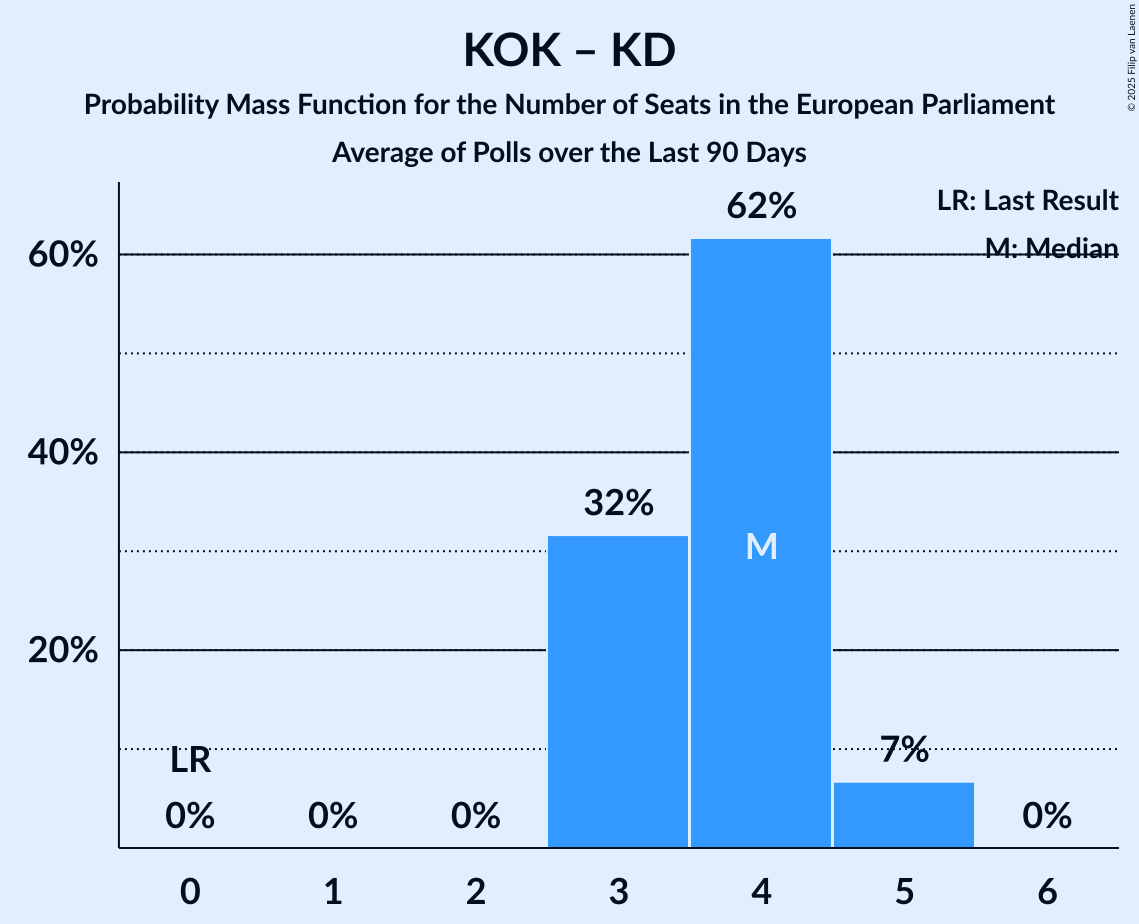 KOK – KD
Probability Mass Function for the Number of Seats in the European Parliament
Average of Polls over the Last 90 Days
© 2025 Filip van Laenen
LR: Last Result
M: Median
62%
60%
40%
32%
M
20%
LR
7%
0%
0%
0%
0%
0
1
2
3
4
5
6